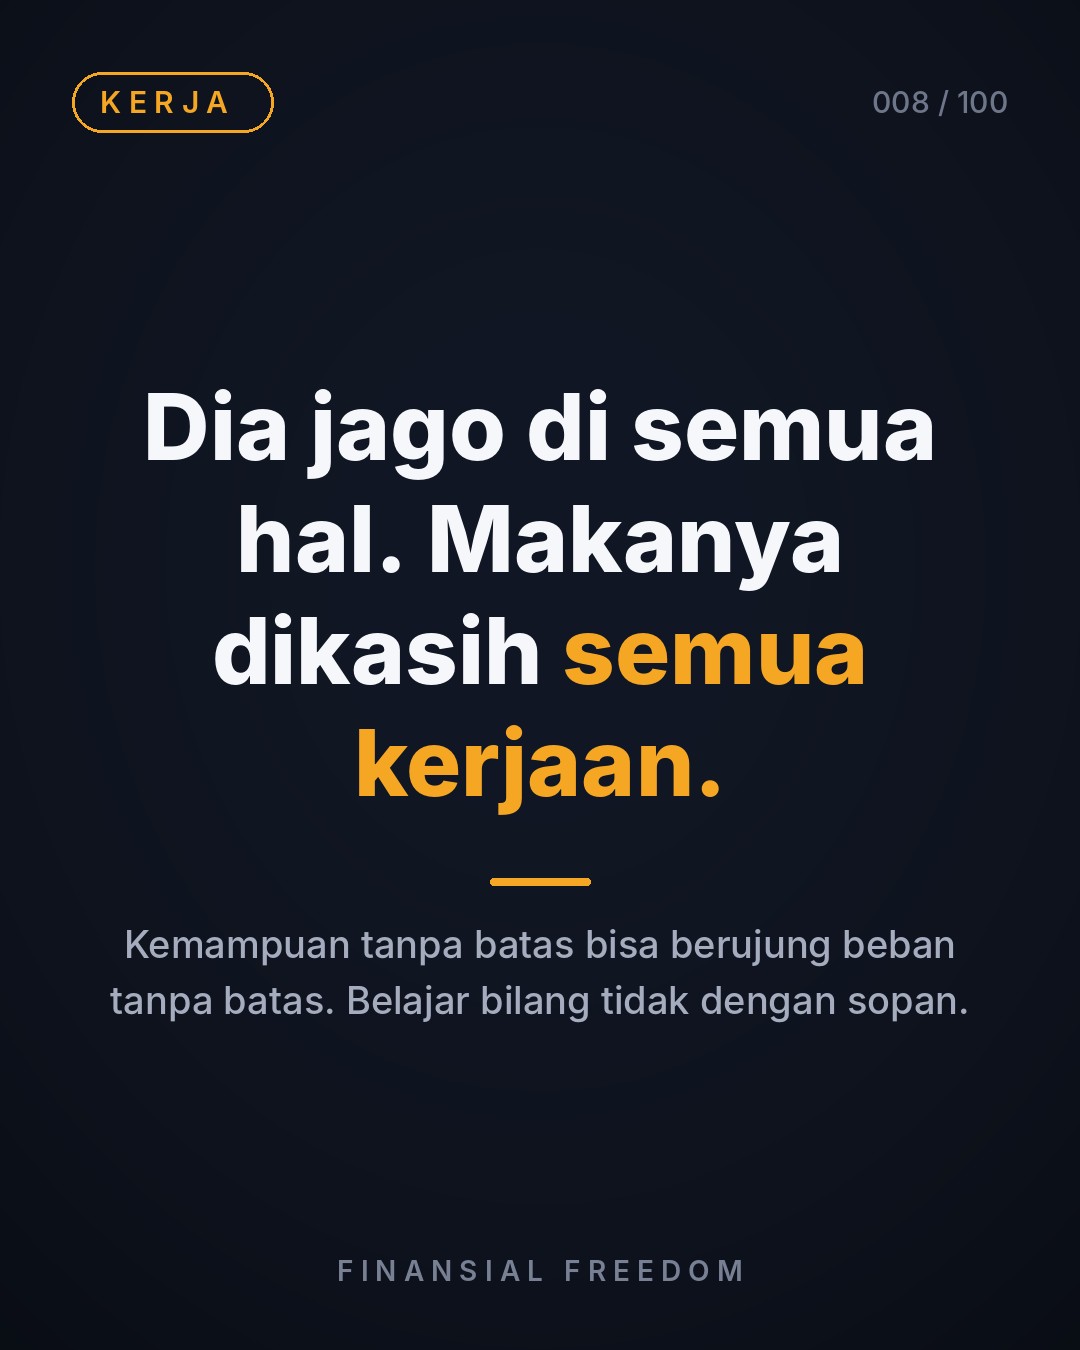 KERJA
008 / 100
Dia jago di semua
hal. Makanya
dikasih semua
kerjaan.
Kemampuan tanpa batas bisa berujung beban
tanpa batas. Belajar bilang tidak dengan sopan.
FINANSIAL FREEDOM